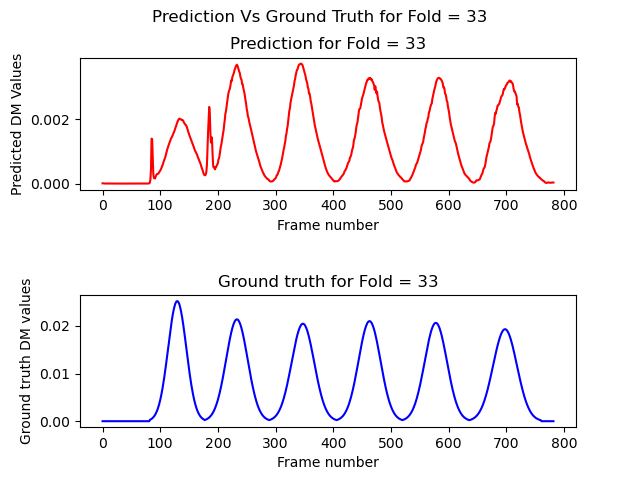 Prediction Vs Ground Truth for Fold = 33
Prediction for Fold = 33
Predicted DM Values
0.002
0.000
0 100 200 300 400 500 600 700 800
Frame number
Ground truth for Fold = 33
Ground truth DM values
0.02
0.01
0.00
0 100 200 300 400 500 600 700 800
Frame number